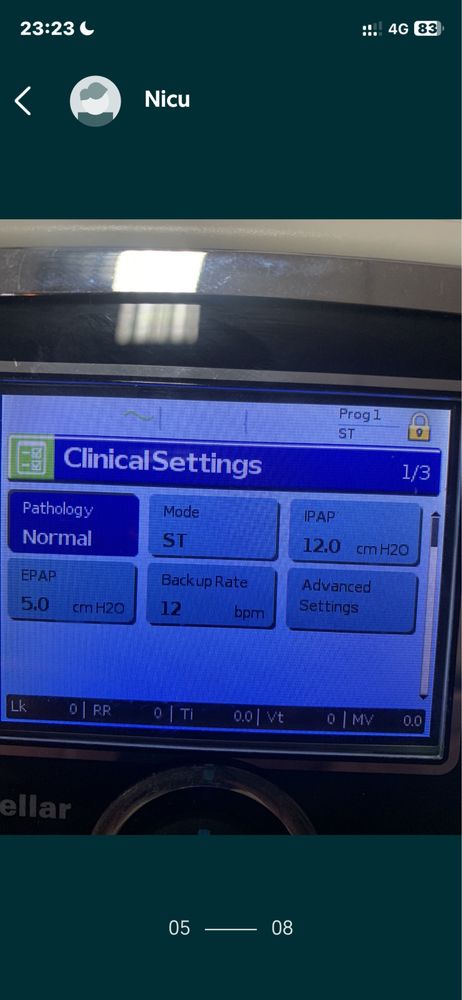 23:23
4G 83
Nicu
Prog 1
ST
Clinical Settings
1/3
Pathology
Normal
Mode
ST
IPAP
12.0 cm H2O
EPAP
5.0 cm H2O
Backup Rate
12 bpm
Advanced
Settings
Lk 0 | RR 0 | Ti 0.0 | Vt 0 | MV 0.0
ellar
05 08